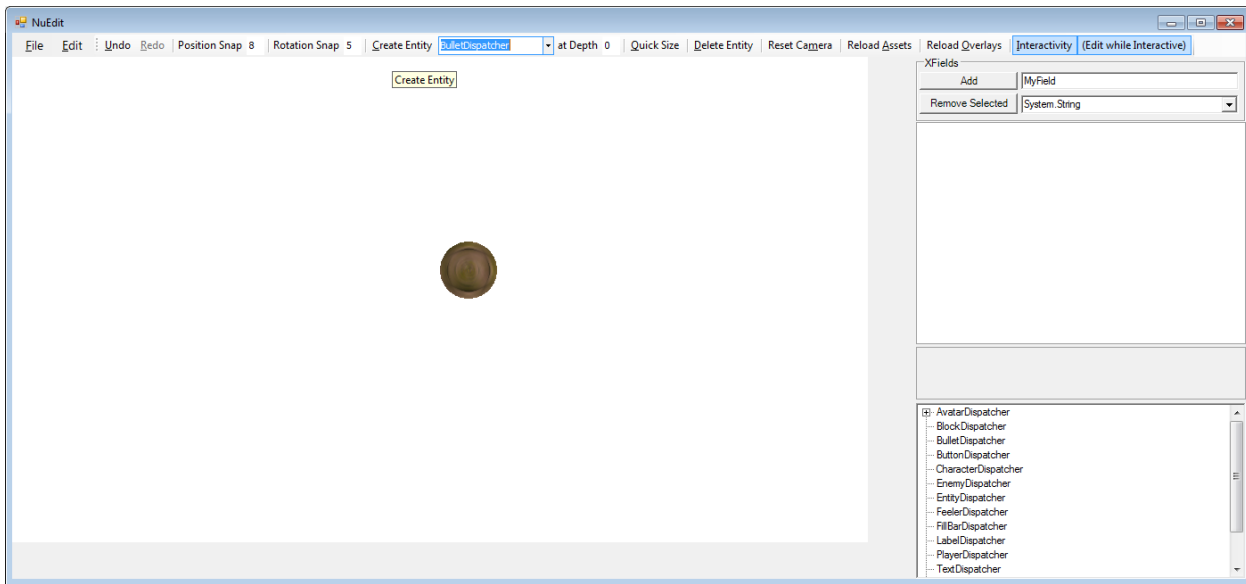 NuEdit
File Edit Undo Redo Position Snap 8 Rotation Snap 5 Create Entity BulletDispatcher at Depth 0 Quick Size Delete Entity Reset Camera Reload Assets Reload Overlays Interactivity (Edit while Interactive)
XFields
Create Entity
Add MyField
Remove Selected System.String
AvatarDispatcher
BlockDispatcher
BulletDispatcher
ButtonDispatcher
CharacterDispatcher
EnemyDispatcher
EntityDispatcher
FeelerDispatcher
FillBarDispatcher
LabelDispatcher
PlayerDispatcher
TextDispatcher